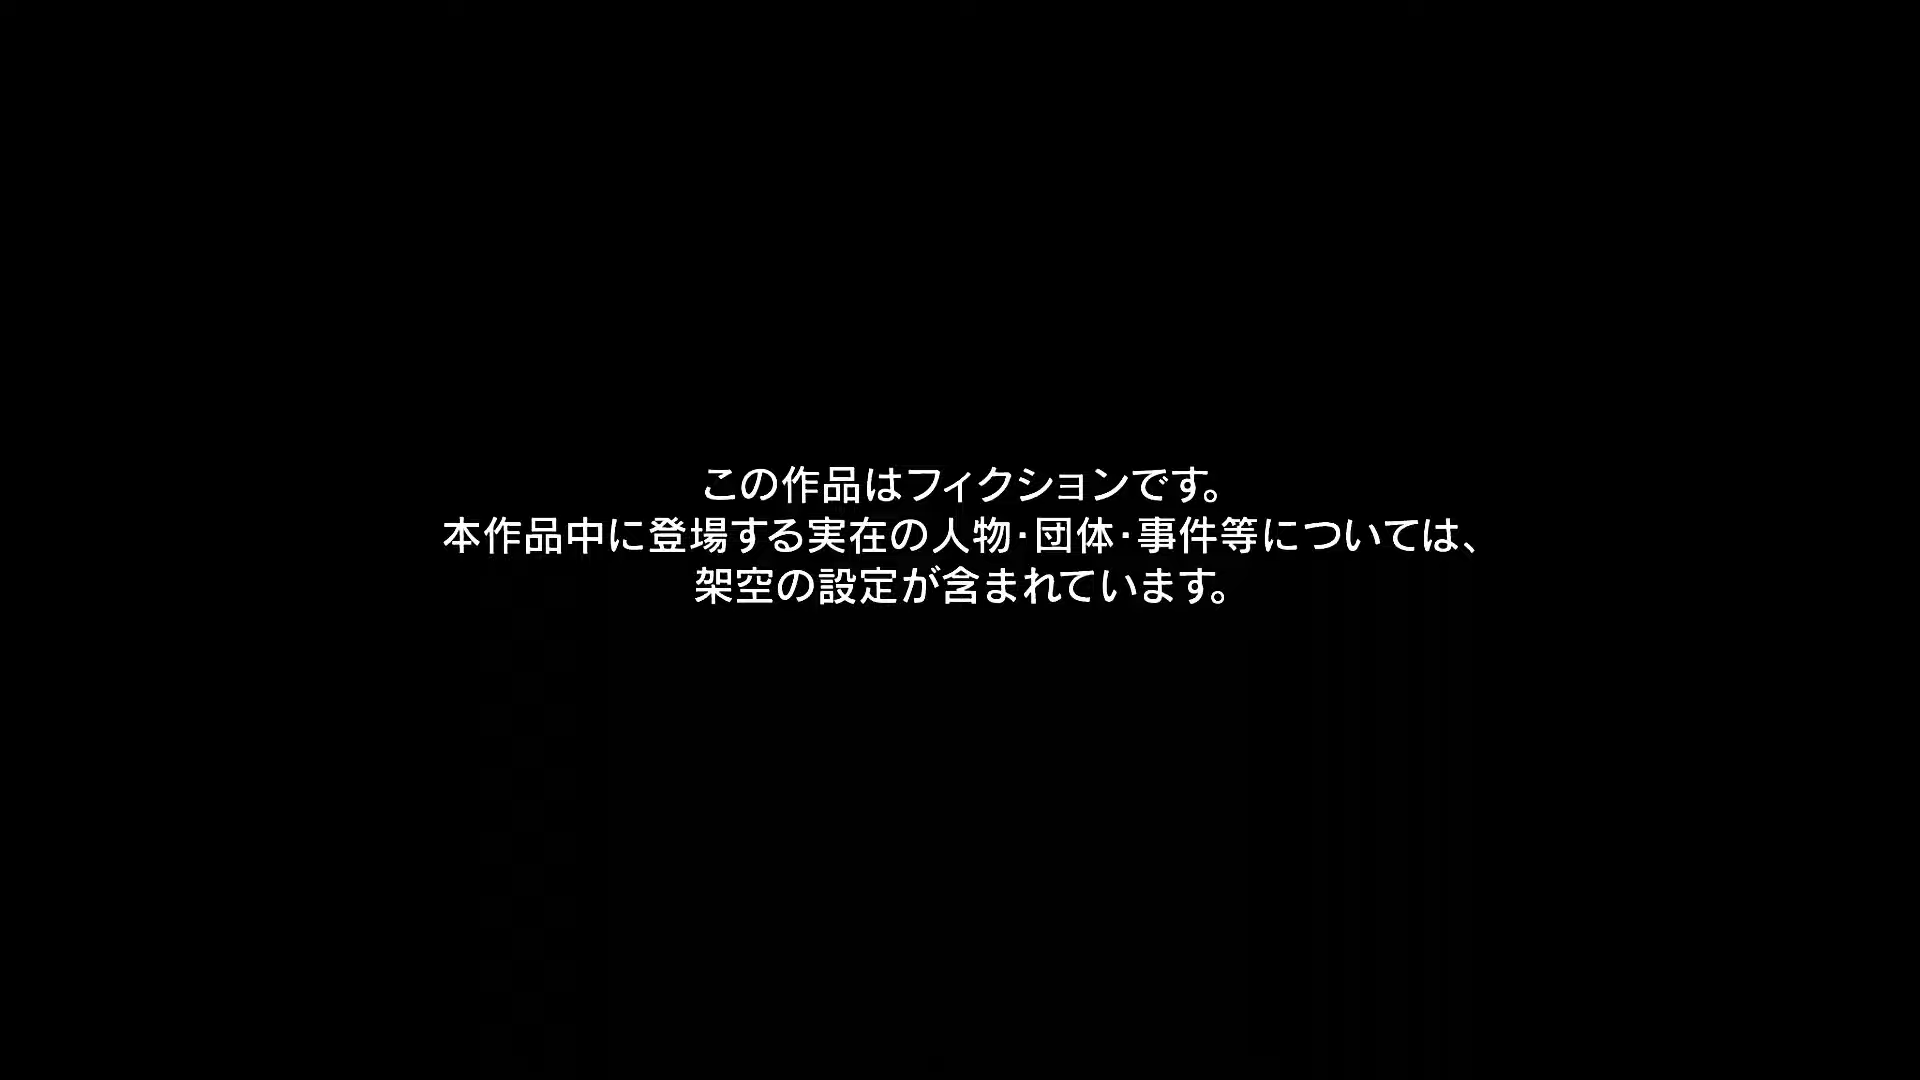 この作品はフィクションです。
本作品中に登場する実在の人物･団体･事件等については、
架空の設定が含まれています。